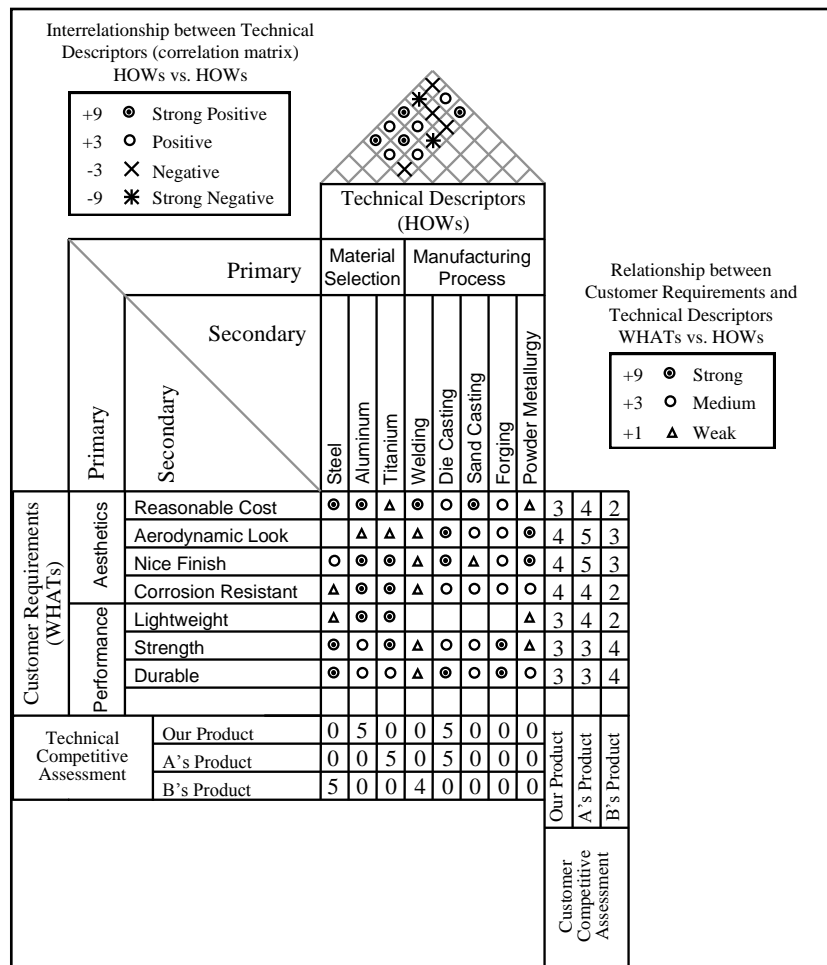 Interrelationship between Technical
Descriptors (correlation matrix)
HOWs vs. HOWs
+9 Strong Positive
+3 Positive
-3 Negative
-9 Strong Negative
Technical Descriptors
(HOWs)
Primary
Material
Selection
Manufacturing
Process
Secondary
Relationship between
Customer Requirements and
Technical Descriptors
WHATs vs. HOWs
+9 Strong
+3 Medium
+1 Weak
Primary
Secondary
Steel
Aluminum
Titanium
Welding
Die Casting
Sand Casting
Forging
Powder Metallurgy
Customer Requirements
(WHATs)
Aesthetics
Reasonable Cost 3 4 2
Aerodynamic Look 4 5 3
Nice Finish 4 5 3
Corrosion Resistant 4 4 2
Performance
Lightweight 3 4 2
Strength 3 3 4
Durable 3 3 4
Technical
Competitive
Assessment
Our Product 0 5 0 0 5 0 0 0
A's Product 0 0 5 0 5 0 0 0
B's Product 5 0 0 4 0 0 0 0
Our Product
A's Product
B's Product
Customer
Competitive
Assessment